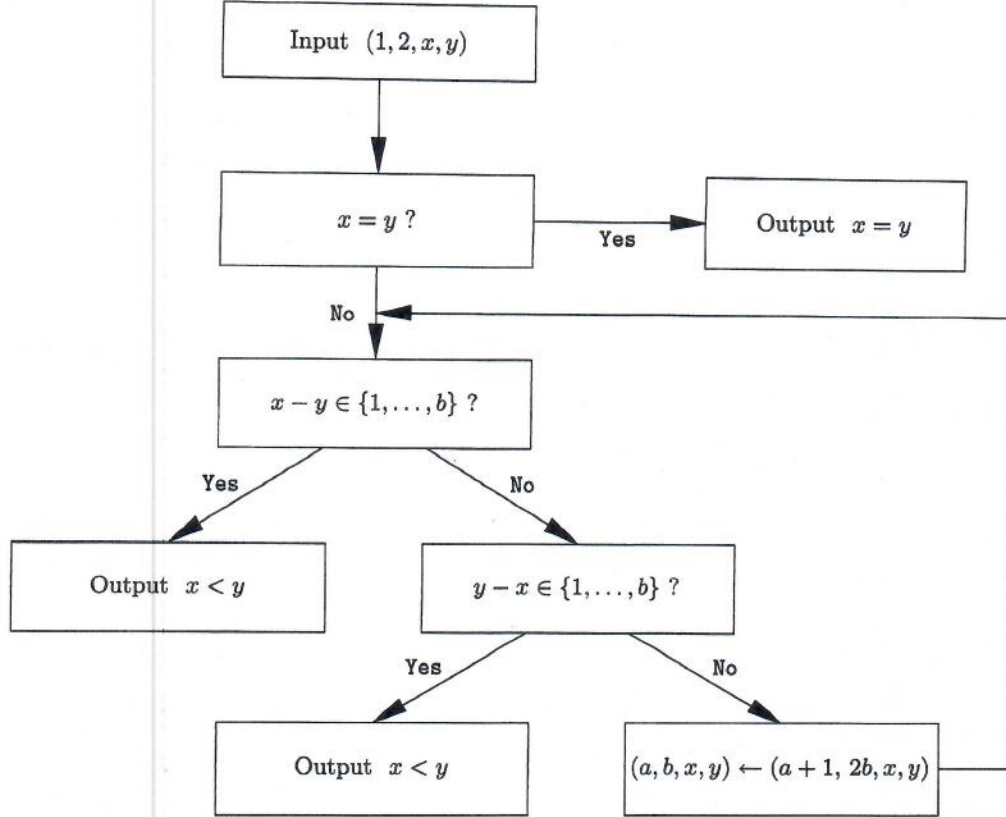 Input (1, 2, x, y)
x = y ?
Yes
Output x = y
No
x − y ∈ {1, . . . , b} ?
Yes
No
Output x < y
y − x ∈ {1, . . . , b} ?
Yes
No
Output x < y
(a, b, x, y) ← (a + 1, 2b, x, y)